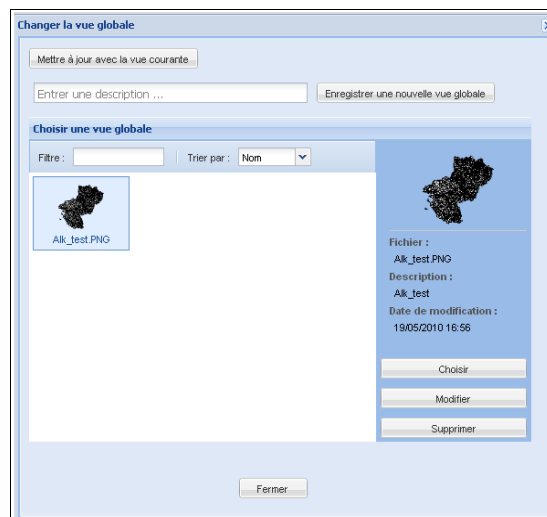 Changer la vue globale
Mettre à jour avec la vue courante
Entrer une description ...
Enregistrer une nouvelle vue globale
Choisir une vue globale
Filtre :
Trier par :
Nom
Alk_test.PNG
Fichier :
Alk_test.PNG
Description :
Alk_test
Date de modification :
19/05/2010 16:56
Choisir
Modifier
Supprimer
Fermer